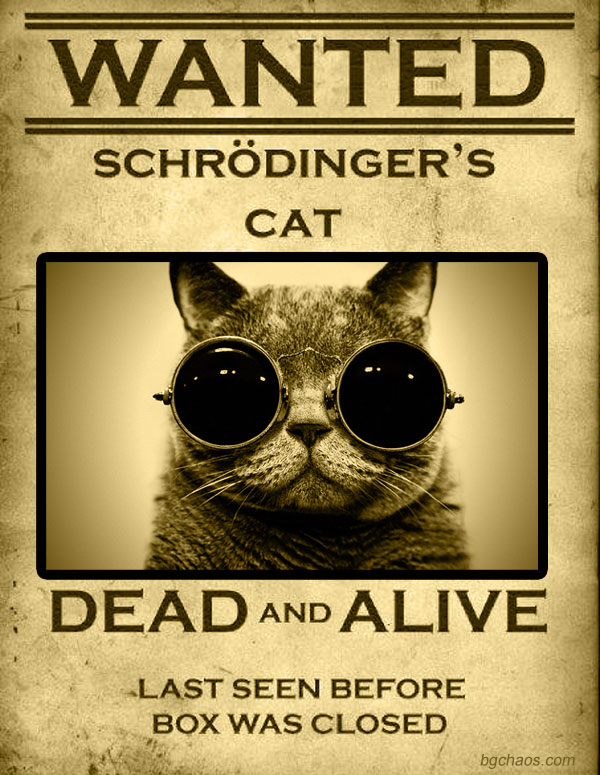 WANTED
SCHRÖDINGER'S
CAT
DEAD AND ALIVE
LAST SEEN BEFORE
BOX WAS CLOSED
bgchaos.com